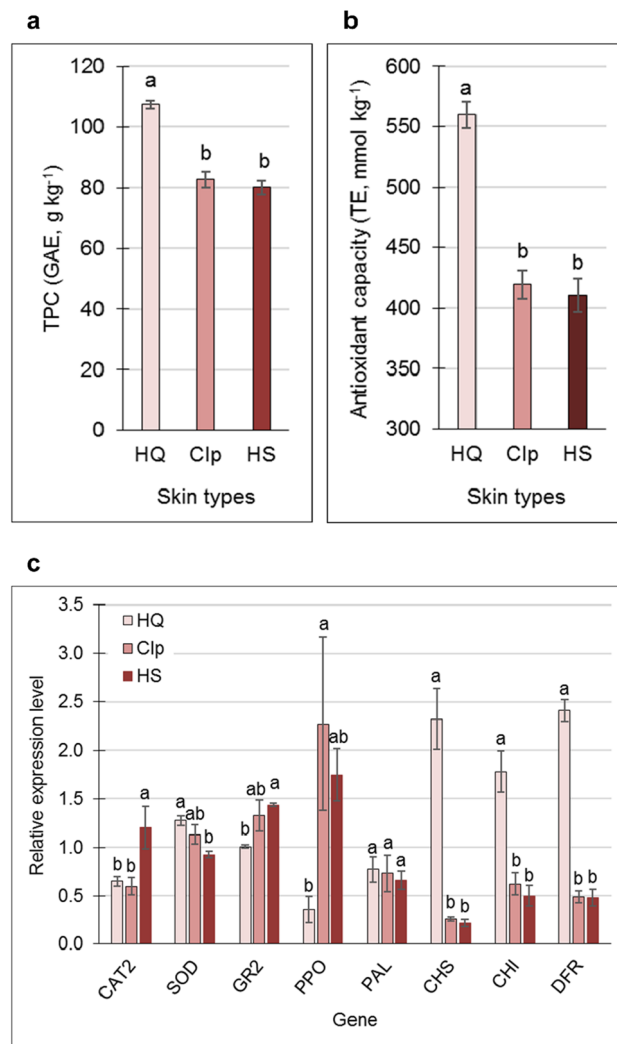 a
TPC (GAE, g kg⁻¹)
120
100
80
60
40
20
0
a
b
b
HQ Clp HS
Skin types
b
Antioxidant capacity (TE, mmol kg⁻¹)
600
550
500
450
400
350
300
a
b
b
HQ Clp HS
Skin types
c
Relative expression level
3.5
3.0
2.5
2.0
1.5
1.0
0.5
0.0
HQ
Clp
HS
b b a
a ab b
b ab a
b a ab
a a a
a b b
a b b
a b b
CAT2 SOD GR2 PPO PAL CHS CHI DFR
Gene